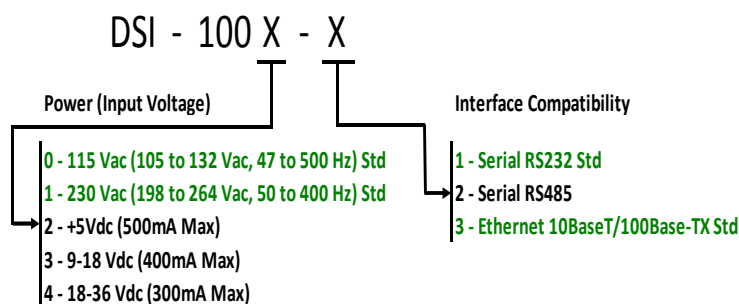 DSI - 100 X - X
Power (Input Voltage)
0 - 115 Vac (105 to 132 Vac, 47 to 500 Hz) Std
1 - 230 Vac (198 to 264 Vac, 50 to 400 Hz) Std
2 - +5Vdc (500mA Max)
3 - 9-18 Vdc (400mA Max)
4 - 18-36 Vdc (300mA Max)
Interface Compatibility
1 - Serial RS232 Std
2 - Serial RS485
3 - Ethernet 10BaseT/100Base-TX Std